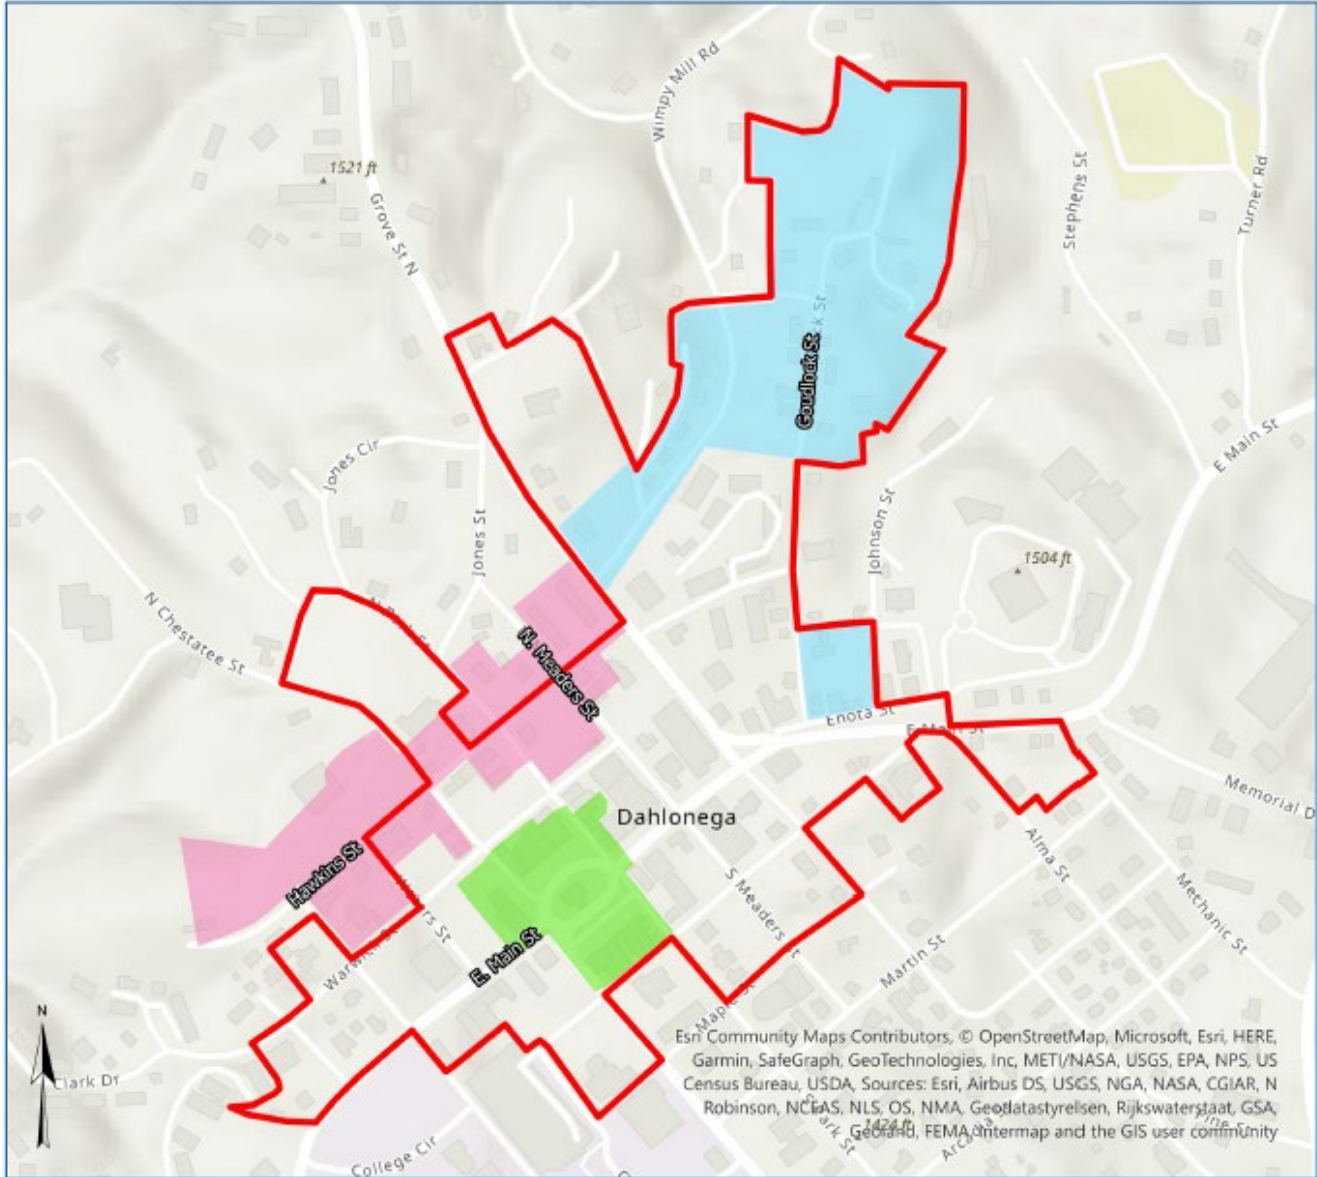 Wimpy Mill Rd
1521 ft
Grove St N
Stephens St
Turner Rd
Goudlock St
E Main St
Jones Cir
Jones St
Johnson St
1504 ft
N Chestatee St
N. Meaders St
Enota St
E Main St
Memorial D
Dahlonega
Hawkins St
S Meaders
Alma St
Mechanic St
Warwick St
E. Main St
Martin St
Maple St
N
Clark Dr
College Cir
Esri Community Maps Contributors, © OpenStreetMap, Microsoft, Esri, HERE,
Garmin, SafeGraph, GeoTechnologies, Inc, METI/NASA, USGS, EPA, NPS, US
Census Bureau, USDA, Sources: Esri, Airbus DS, USGS, NGA, NASA, CGIAR, N
Robinson, NCEAS, NLS, OS, NMA, Geodatastyrelsen, Rijkswaterstaat, GSA,
Geoland, FEMA, Intermap and the GIS user community
1424 ft